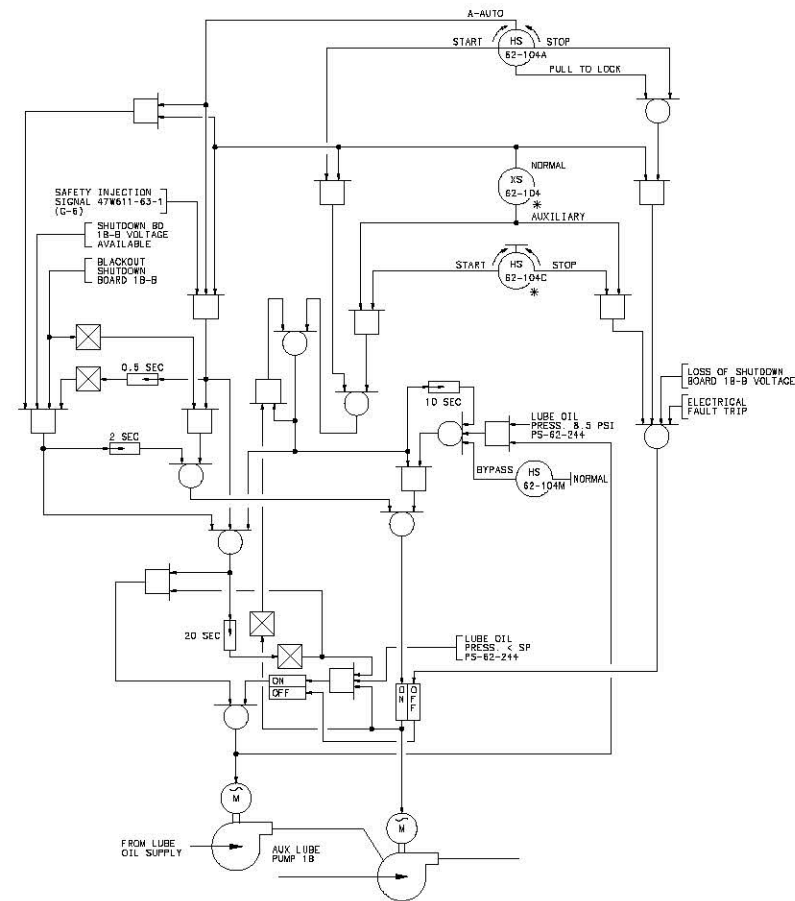 A-AUTO
START
HS
62-104A
STOP
PULL TO LOCK
NORMAL
XS
62-104
*
AUXILIARY
SAFETY INJECTION
SIGNAL 47W611-63-1
(G-6)
SHUTDOWN BD
1B-B VOLTAGE
AVAILABLE
BLACKOUT
SHUTDOWN
BOARD 1B-B
START
HS
62-104C
STOP
*
0.5 SEC
LOSS OF SHUTDOWN
BOARD 1B-B VOLTAGE
ELECTRICAL
FAULT TRIP
10 SEC
LUBE OIL
PRESS. 8.5 PSI
PS-62-244
2 SEC
BYPASS
HS
62-104M
NORMAL
20 SEC
LUBE OIL
PRESS. < SP
PS-62-244
ON
OFF
ON
OFF
M
M
FROM LUBE
OIL SUPPLY
AUX LUBE
PUMP 1B